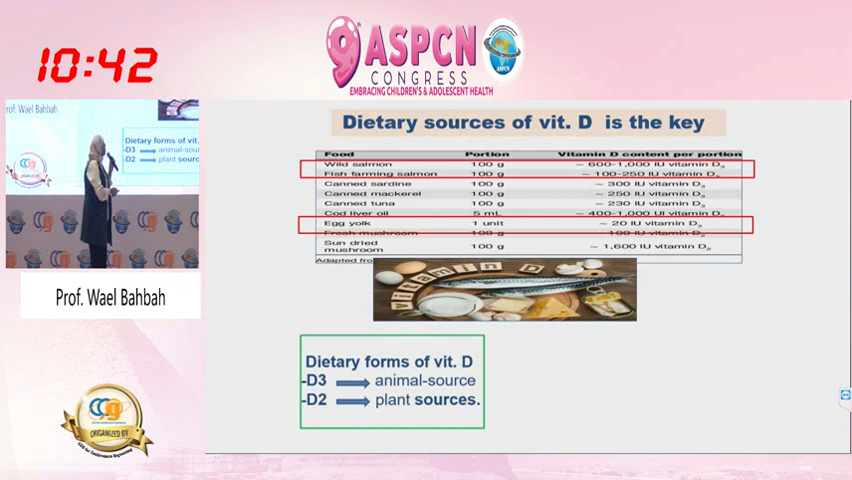 10:42
9 ASPCN
CONGRESS
EMBRACING CHILDREN'S & ADOLESCENT HEALTH
ANPCN
Prof. Wael Bahbah
Dietary forms of vit.
-D3 animal-sour
-D2 plant sourc
Prof. Wael Bahbah
CCG
ORGANIZED BY
Dietary sources of vit. D is the key
Food Portion Vitamin D content per portion
Wild salmon 100 g ~ 600-1,000 IU vitamin D3
Fish farming salmon 100 g ~ 100-250 IU vitamin D3
Canned sardine 100 g ~ 300 IU vitamin D3
Canned mackerel 100 g ~ 250 IU vitamin D3
Canned tuna 100 g ~ 230 IU vitamin D3
Cod liver oil 5 mL ~ 400-1,000 UI vitamin D3
Egg yolk 1 unit ~ 20 IU vitamin D3
Fresh mushroom 100 g ~ 100 IU vitamin D2
Sun dried
mushroom 100 g ~ 1,600 IU vitamin D2
Adapted fro
vitamin D
Dietary forms of vit. D
-D3 animal-source
-D2 plant sources.